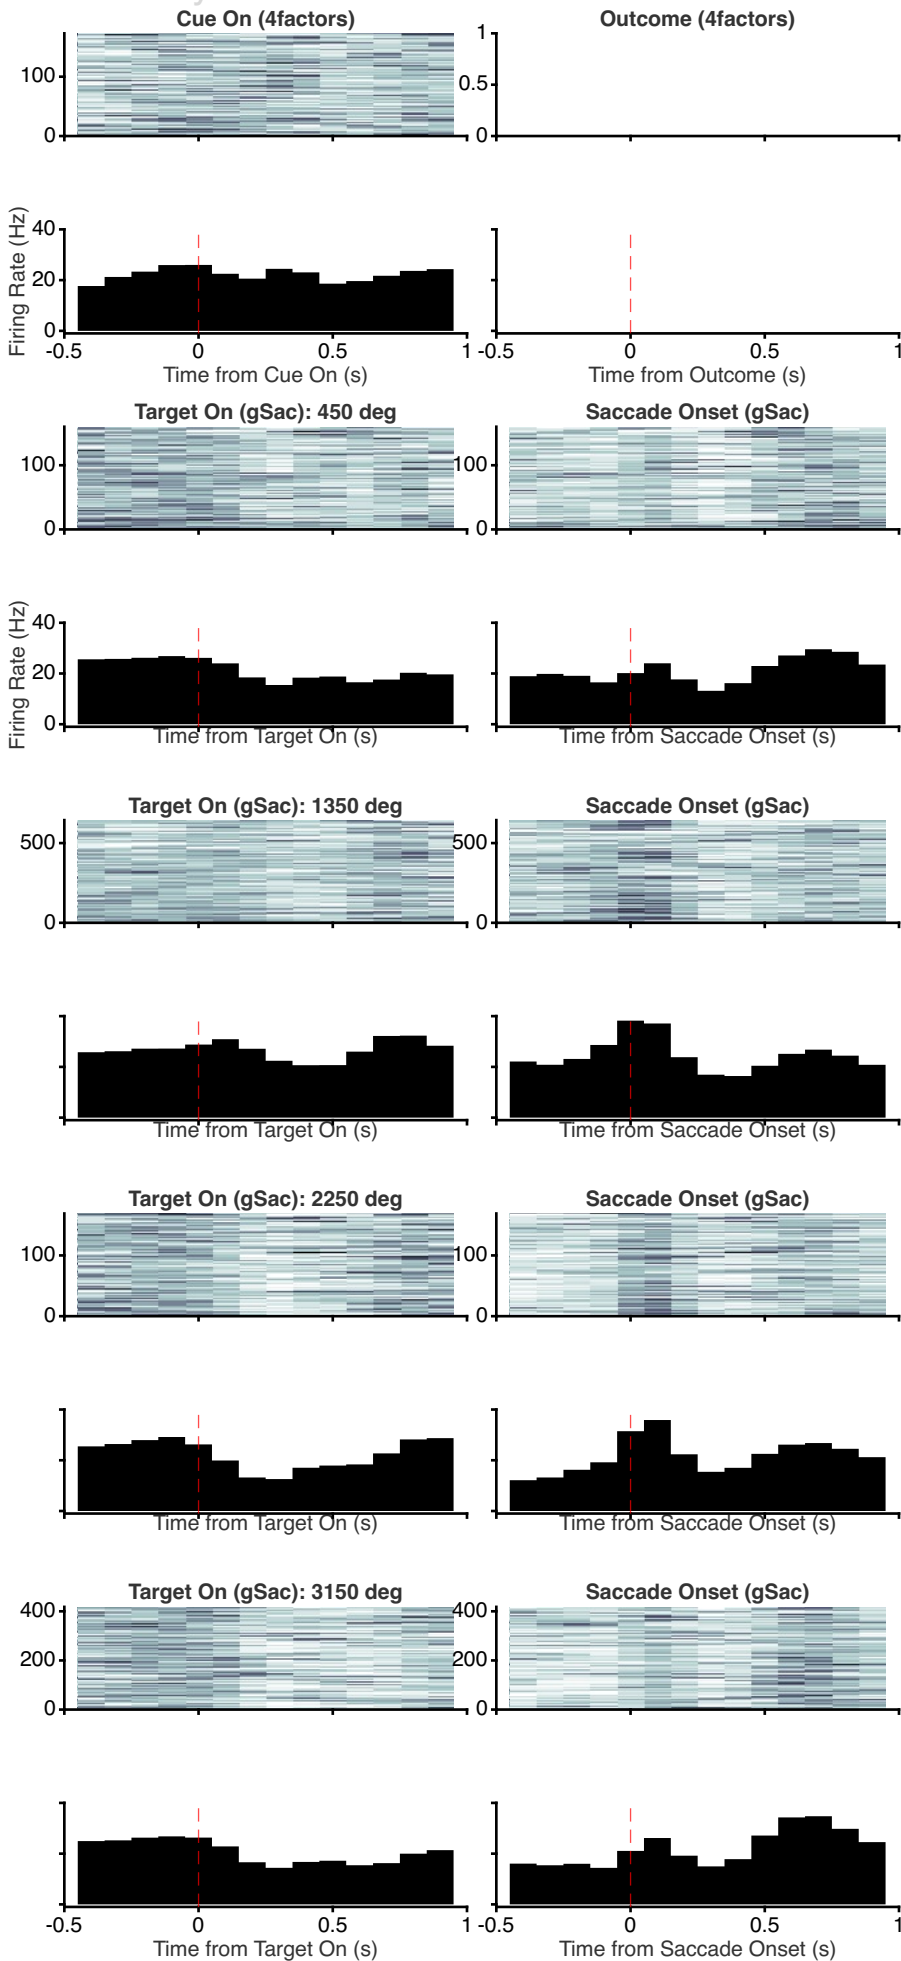 Cue On (4factors)
Outcome (4factors)
100
0
1
0.5
0
Firing Rate (Hz)
40
20
0
-0.5 0 0.5 1
Time from Cue On (s)
-0.5 0 0.5 1
Time from Outcome (s)
Target On (gSac): 450 deg
Saccade Onset (gSac)
100
0
100
0
Firing Rate (Hz)
40
20
0
Time from Target On (s)
Time from Saccade Onset (s)
Target On (gSac): 1350 deg
Saccade Onset (gSac)
500
0
500
0
Time from Target On (s)
Time from Saccade Onset (s)
Target On (gSac): 2250 deg
Saccade Onset (gSac)
100
0
100
0
Time from Target On (s)
Time from Saccade Onset (s)
Target On (gSac): 3150 deg
Saccade Onset (gSac)
400
200
0
400
200
0
-0.5 0 0.5 1
Time from Target On (s)
-0.5 0 0.5 1
Time from Saccade Onset (s)